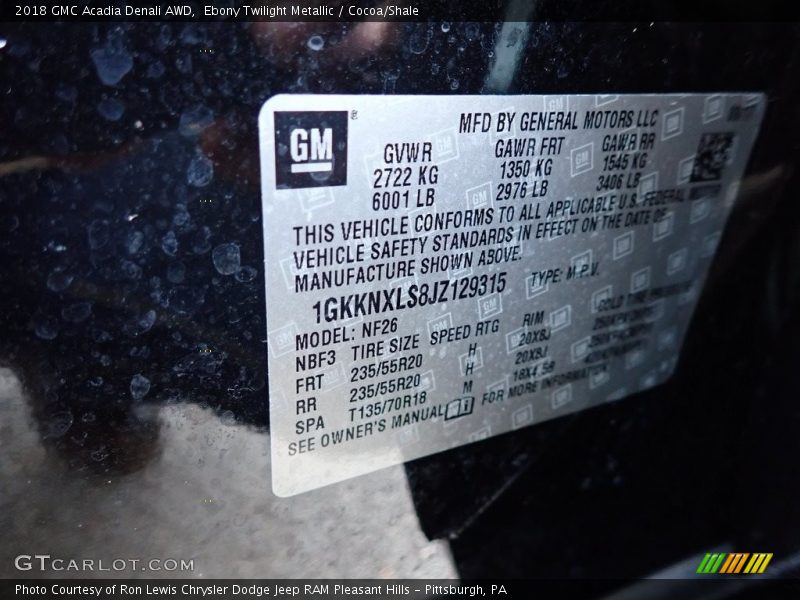 2018 GMC Acadia Denali AWD, Ebony Twilight Metallic / Cocoa/Shale
GM
MFD BY GENERAL MOTORS LLC
GVWR GAWR FRT GAWR RR
2722 KG 1350 KG 1545 KG
6001 LB 2976 LB 3406 LB
THIS VEHICLE CONFORMS TO ALL APPLICABLE U.S. FEDERAL MOTOR
VEHICLE SAFETY STANDARDS IN EFFECT ON THE DATE OF
MANUFACTURE SHOWN ABOVE.
1GKKNXLS8JZ129315 TYPE: M.P.V.
MODEL: NF26
NBF3 TIRE SIZE SPEED RTG RIM COLD TIRE PRESSURE
FRT 235/55R20 H 20X8J
RR 235/55R20 H 20X8J
SPA T135/70R18 M 18X4.5B
SEE OWNER'S MANUAL FOR MORE INFORMATION
GTCARLOT.COM
Photo Courtesy of Ron Lewis Chrysler Dodge Jeep RAM Pleasant Hills – Pittsburgh, PA